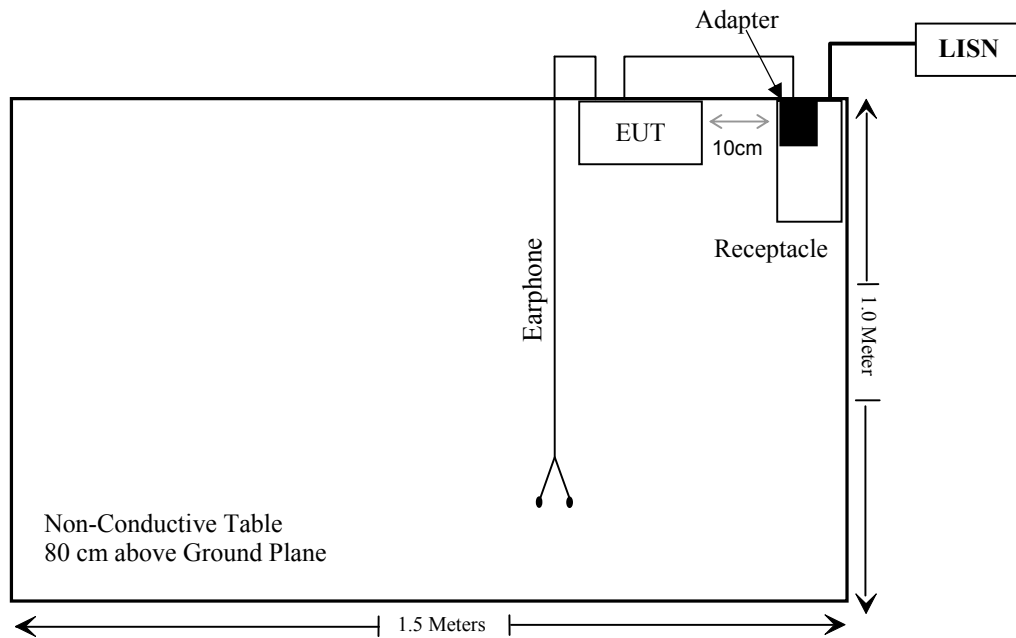 Adapter
LISN
EUT
10cm
Receptacle
Earphone
1.0 Meter
Non-Conductive Table
80 cm above Ground Plane
1.5 Meters